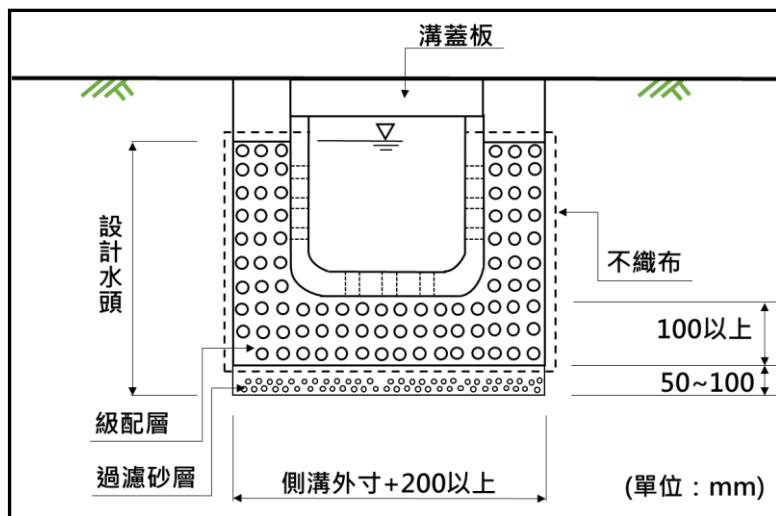 溝蓋板
設計水頭
不織布
100以上
50~100
級配層
過濾砂層
側溝外寸+200以上
(單位：mm)